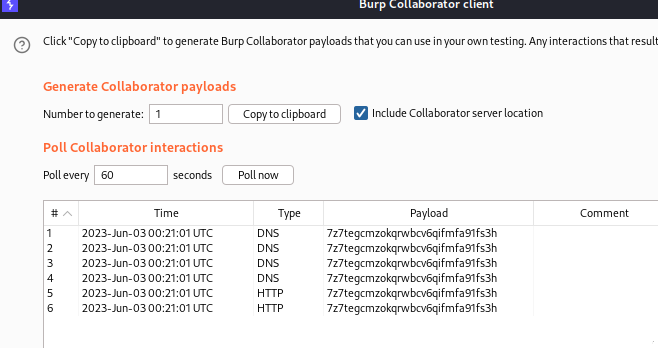 Burp Collaborator client
Click "Copy to clipboard" to generate Burp Collaborator payloads that you can use in your own testing. Any interactions that result
Generate Collaborator payloads
Number to generate: 1 Copy to clipboard Include Collaborator server location
Poll Collaborator interactions
Poll every 60 seconds Poll now
# Time Type Payload Comment
1 2023-Jun-03 00:21:01 UTC DNS 7z7tegcmzokqrwbcv6qifmfa91fs3h
2 2023-Jun-03 00:21:01 UTC DNS 7z7tegcmzokqrwbcv6qifmfa91fs3h
3 2023-Jun-03 00:21:01 UTC DNS 7z7tegcmzokqrwbcv6qifmfa91fs3h
4 2023-Jun-03 00:21:01 UTC DNS 7z7tegcmzokqrwbcv6qifmfa91fs3h
5 2023-Jun-03 00:21:01 UTC HTTP 7z7tegcmzokqrwbcv6qifmfa91fs3h
6 2023-Jun-03 00:21:01 UTC HTTP 7z7tegcmzokqrwbcv6qifmfa91fs3h